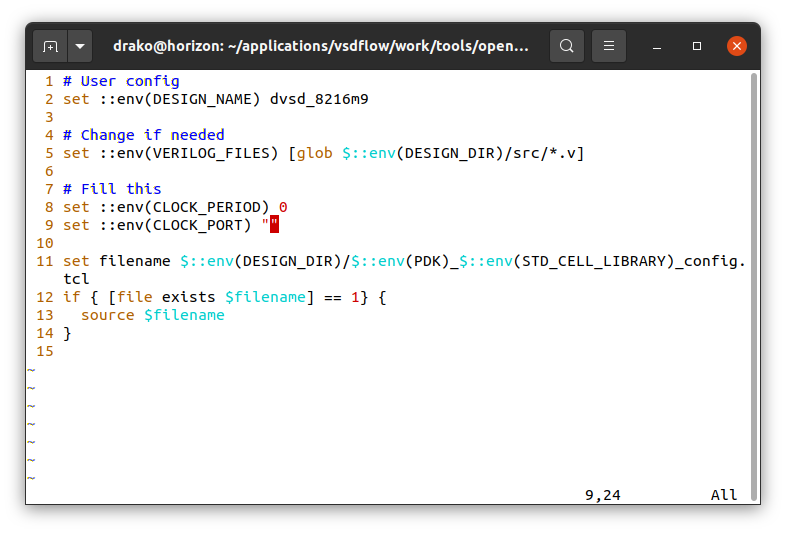 drako@horizon: ~/applications/vsdflow/work/tools/open...
1 # User config
2 set ::env(DESIGN_NAME) dvsd_8216m9
3
4 # Change if needed
5 set ::env(VERILOG_FILES) [glob $::env(DESIGN_DIR)/src/*.v]
6
7 # Fill this
8 set ::env(CLOCK_PERIOD) 0
9 set ::env(CLOCK_PORT) ""
10
11 set filename $::env(DESIGN_DIR)/$::env(PDK)_$::env(STD_CELL_LIBRARY)_config.
tcl
12 if { [file exists $filename] == 1} {
13   source $filename
14 }
15
~
~
~
~
~
~
~
9,24 All